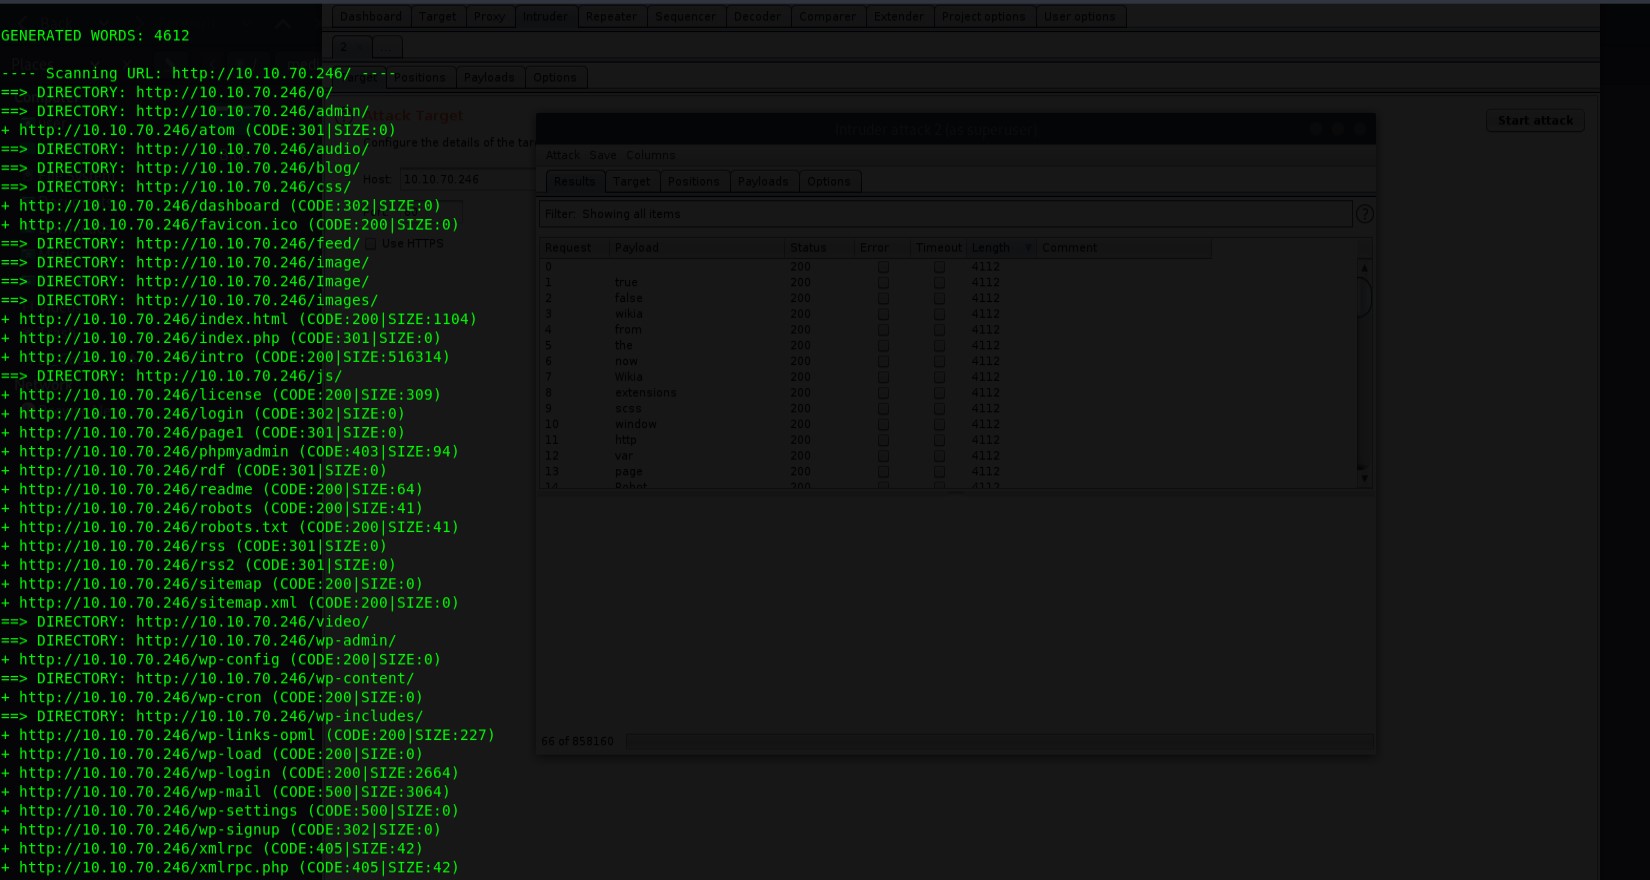 GENERATED WORDS: 4612
---- Scanning URL: http://10.10.70.246/ ----
==> DIRECTORY: http://10.10.70.246/0/
==> DIRECTORY: http://10.10.70.246/admin/
+ http://10.10.70.246/atom (CODE:301|SIZE:0)
==> DIRECTORY: http://10.10.70.246/audio/
==> DIRECTORY: http://10.10.70.246/blog/
==> DIRECTORY: http://10.10.70.246/css/
+ http://10.10.70.246/dashboard (CODE:302|SIZE:0)
+ http://10.10.70.246/favicon.ico (CODE:200|SIZE:0)
==> DIRECTORY: http://10.10.70.246/feed/
==> DIRECTORY: http://10.10.70.246/image/
==> DIRECTORY: http://10.10.70.246/Image/
==> DIRECTORY: http://10.10.70.246/images/
+ http://10.10.70.246/index.html (CODE:200|SIZE:1104)
+ http://10.10.70.246/index.php (CODE:301|SIZE:0)
+ http://10.10.70.246/intro (CODE:200|SIZE:516314)
==> DIRECTORY: http://10.10.70.246/js/
+ http://10.10.70.246/license (CODE:200|SIZE:309)
+ http://10.10.70.246/login (CODE:302|SIZE:0)
+ http://10.10.70.246/page1 (CODE:301|SIZE:0)
+ http://10.10.70.246/phpmyadmin (CODE:403|SIZE:94)
+ http://10.10.70.246/rdf (CODE:301|SIZE:0)
+ http://10.10.70.246/readme (CODE:200|SIZE:64)
+ http://10.10.70.246/robots (CODE:200|SIZE:41)
+ http://10.10.70.246/robots.txt (CODE:200|SIZE:41)
+ http://10.10.70.246/rss (CODE:301|SIZE:0)
+ http://10.10.70.246/rss2 (CODE:301|SIZE:0)
+ http://10.10.70.246/sitemap (CODE:200|SIZE:0)
+ http://10.10.70.246/sitemap.xml (CODE:200|SIZE:0)
==> DIRECTORY: http://10.10.70.246/video/
==> DIRECTORY: http://10.10.70.246/wp-admin/
+ http://10.10.70.246/wp-config (CODE:200|SIZE:0)
==> DIRECTORY: http://10.10.70.246/wp-content/
+ http://10.10.70.246/wp-cron (CODE:200|SIZE:0)
==> DIRECTORY: http://10.10.70.246/wp-includes/
+ http://10.10.70.246/wp-links-opml (CODE:200|SIZE:227)
+ http://10.10.70.246/wp-load (CODE:200|SIZE:0)
+ http://10.10.70.246/wp-login (CODE:200|SIZE:2664)
+ http://10.10.70.246/wp-mail (CODE:500|SIZE:3064)
+ http://10.10.70.246/wp-settings (CODE:500|SIZE:0)
+ http://10.10.70.246/wp-signup (CODE:302|SIZE:0)
+ http://10.10.70.246/xmlrpc (CODE:405|SIZE:42)
+ http://10.10.70.246/xmlrpc.php (CODE:405|SIZE:42)
Dashboard Target Proxy Intruder Repeater Sequencer Decoder Comparer Extender Project options User options
2
Positions Payloads Options
Attack Target
Start attack
configure the details of the tar
Host: 10.10.70.246
Use HTTPS
Intruder attack 2 (as superuser)
Attack Save Columns
Results Target Positions Payloads Options
Filter: Showing all items
?
Request Payload Status Error Timeout Length Comment
0 200 4112
1 true 200 4112
2 false 200 4112
3 wikia 200 4112
4 from 200 4112
5 the 200 4112
6 now 200 4112
7 Wikia 200 4112
8 extensions 200 4112
9 scss 200 4112
10 window 200 4112
11 http 200 4112
12 var 200 4112
13 page 200 4112
14 Robot 200 4112
66 of 858160